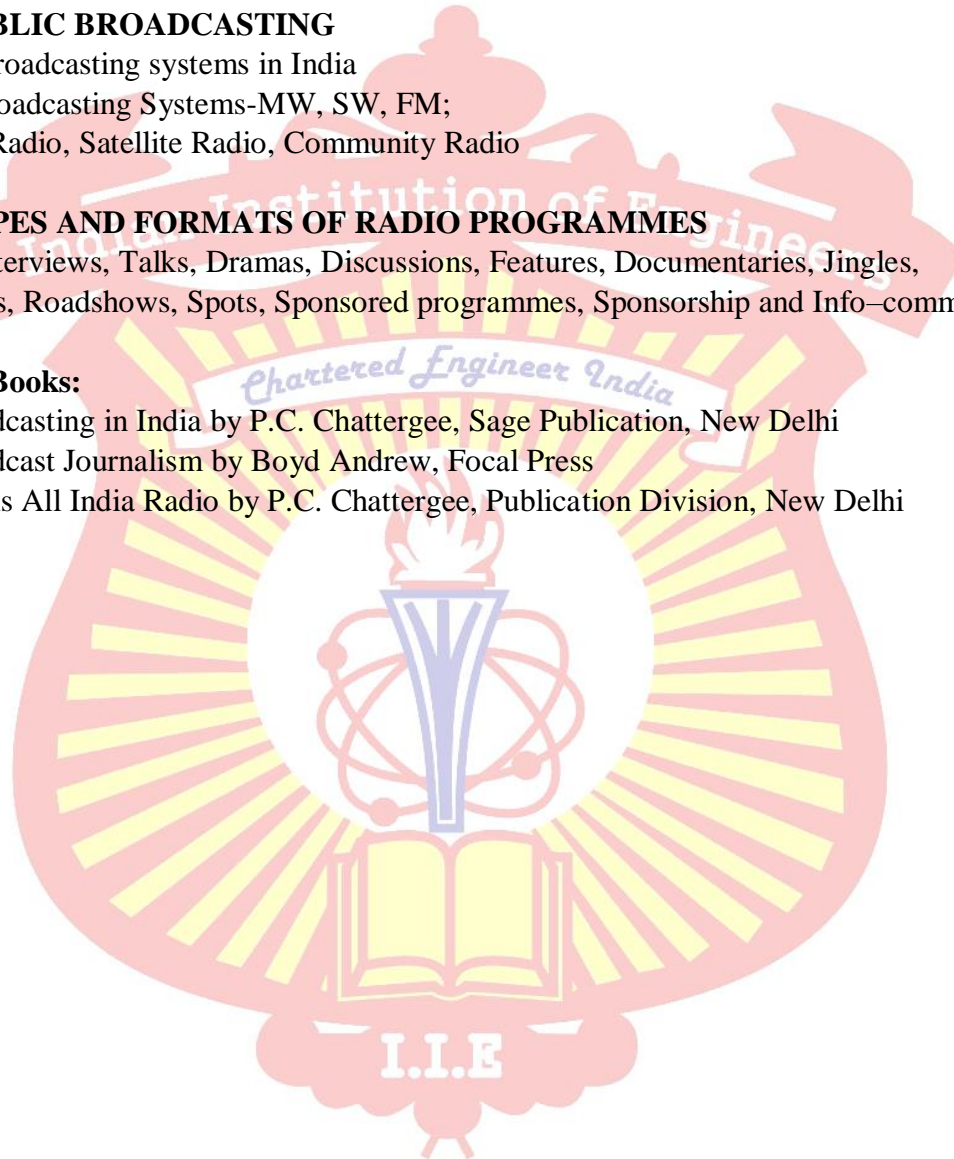 BLIC BROADCASTING
roadcasting systems in India
oadcasting Systems-MW, SW, FM;
Radio, Satellite Radio, Community Radio
PES AND FORMATS OF RADIO PROGRAMMES
terviews, Talks, Dramas, Discussions, Features, Documentaries, Jingles,
s, Roadshows, Spots, Sponsored programmes, Sponsorship and Info–comm
Books:
dcasting in India by P.C. Chattergee, Sage Publication, New Delhi
dcast Journalism by Boyd Andrew, Focal Press
is All India Radio by P.C. Chattergee, Publication Division, New Delhi
Indian Institution of Engineers
Chartered Engineer India
I.I.E